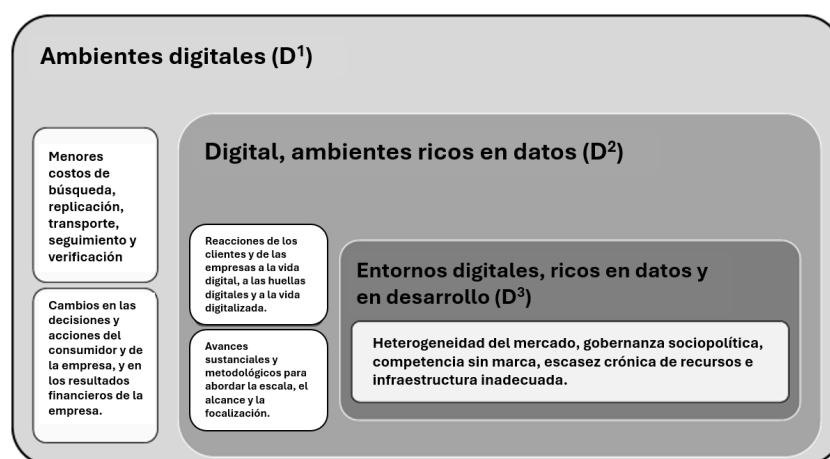 Ambientes digitales (D¹)
Menores
costos de
búsqueda,
replicación,
transporte,
seguimiento y
verificación
Cambios en las
decisiones y
acciones del
consumidor y de
la empresa, y en
los resultados
financieros de la
empresa.
Digital, ambientes ricos en datos (D²)
Reacciones de los
clientes y de las
empresas a la vida
digital, a las huellas
digitales y a la vida
digitalizada.
Avances
sustanciales y
metodológicos para
abordar la escala, el
alcance y la
focalización.
Entornos digitales, ricos en datos y
en desarrollo (D³)
Heterogeneidad del mercado, gobernanza sociopolítica,
competencia sin marca, escasez crónica de recursos e
infraestructura inadecuada.